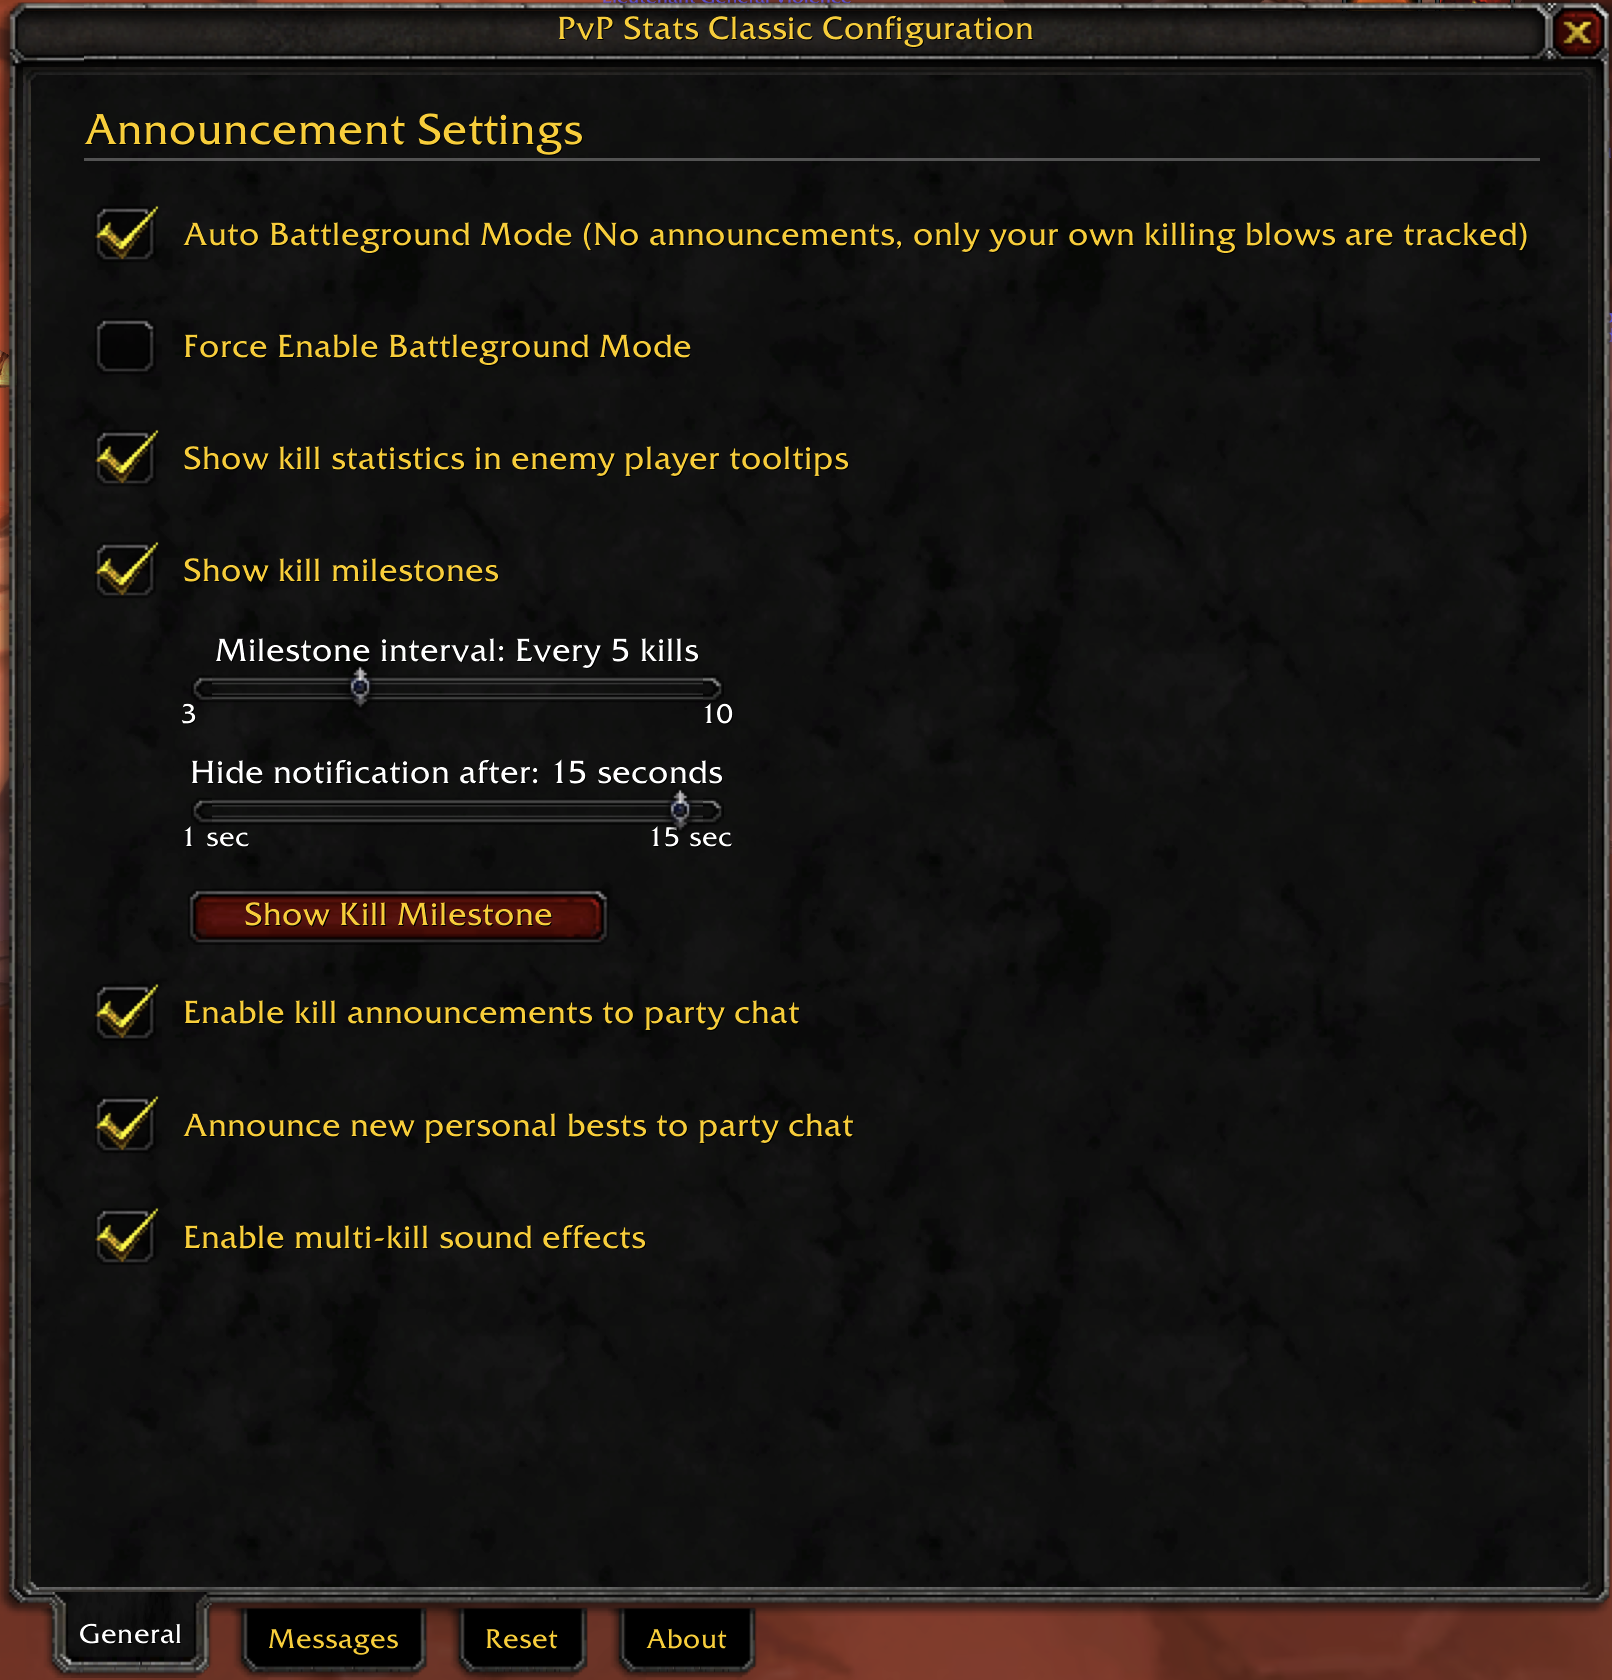 PvP Stats Classic Configuration
Announcement Settings
Auto Battleground Mode (No announcements, only your own killing blows are tracked)
Force Enable Battleground Mode
Show kill statistics in enemy player tooltips
Show kill milestones
Milestone interval: Every 5 kills
3 10
Hide notification after: 15 seconds
1 sec 15 sec
Show Kill Milestone
Enable kill announcements to party chat
Announce new personal bests to party chat
Enable multi-kill sound effects
General Messages Reset About